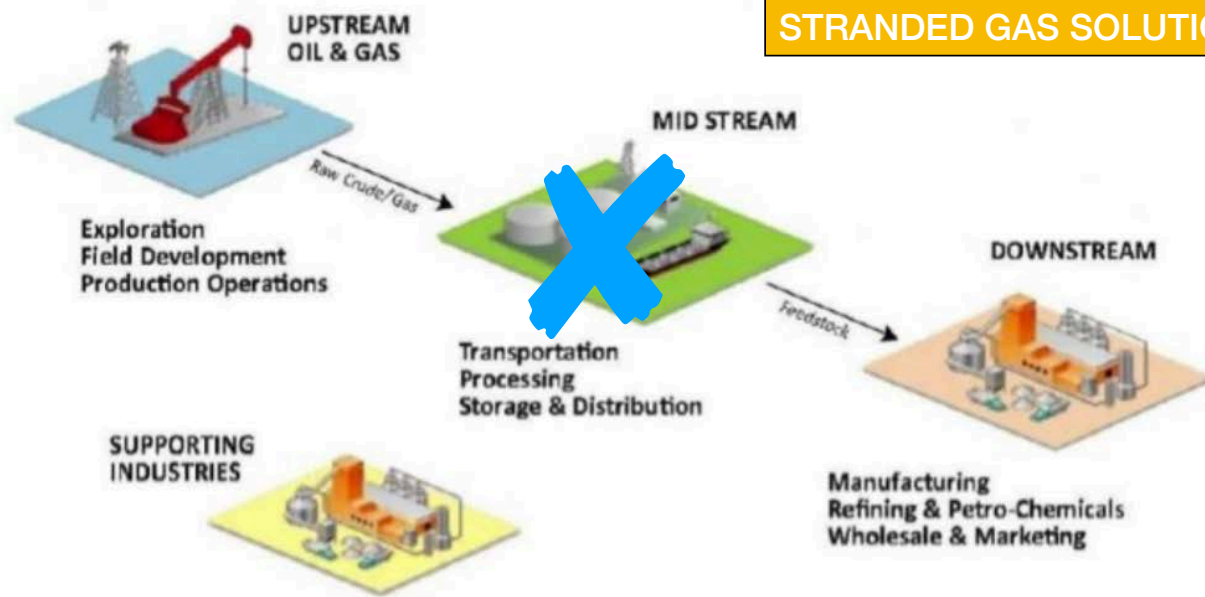 STRANDED GAS SOLUTIO
UPSTREAM
OIL & GAS
MID STREAM
Raw Crude/Gas
Exploration
Field Development
Production Operations
DOWNSTREAM
Feedstock
Transportation
Processing
Storage & Distribution
SUPPORTING
INDUSTRIES
Manufacturing
Refining & Petro-Chemicals
Wholesale & Marketing